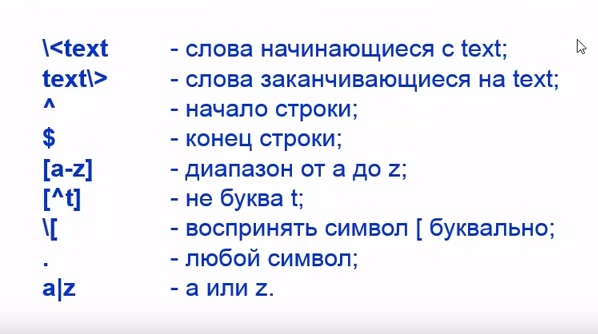 \<text - слова начинающиеся с text;
text\> - слова заканчивающиеся на text;
^ - начало строки;
$ - конец строки;
[a-z] - диапазон от a до z;
[^t] - не буква t;
\[ - воспринять символ [ буквально;
. - любой символ;
a|z - a или z.